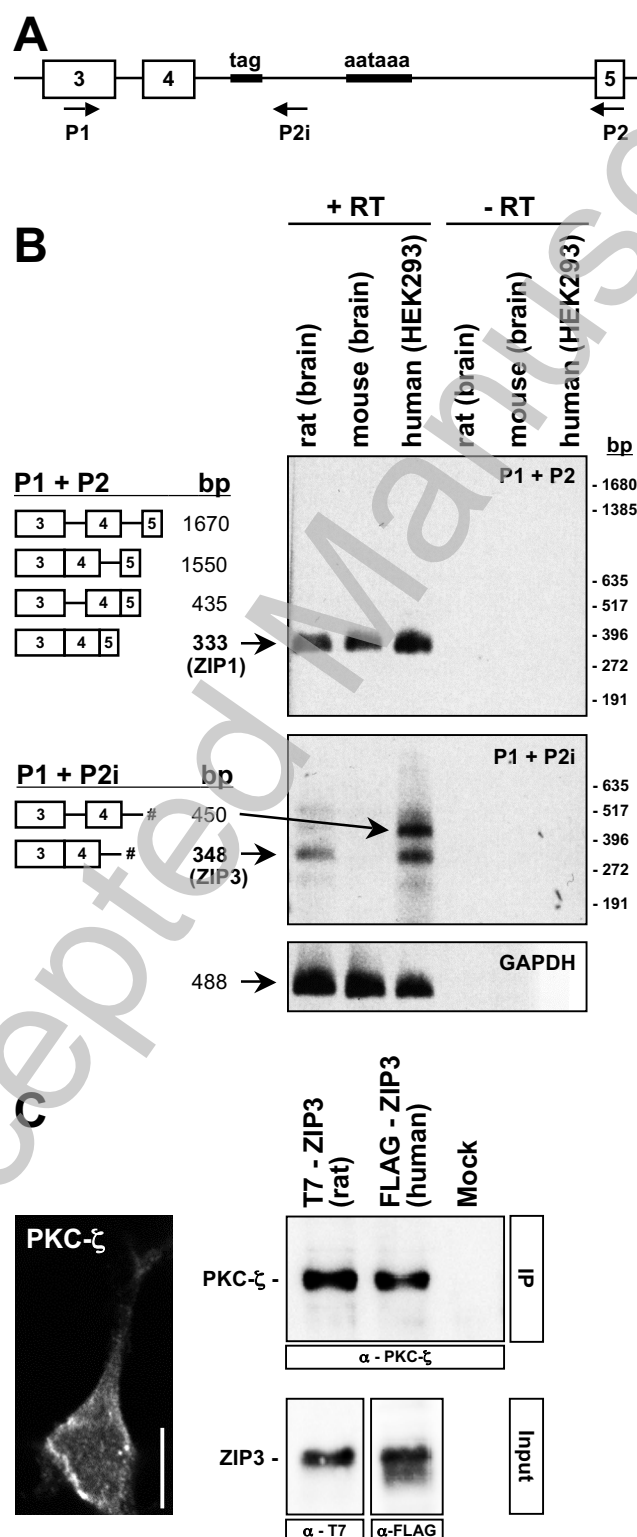 A
3 4 tag aataaa 5
P1 P2i P2
B
+ RT - RT
rat (brain)
mouse (brain)
human (HEK293)
rat (brain)
mouse (brain)
human (HEK293)
bp
P1 + P2 bp
3 4 5 1670
3 4 5 1550
3 4 5 435
3 4 5 333
(ZIP1)
P1 + P2
- 1680
- 1385
- 635
- 517
- 396
- 272
- 191
P1 + P2i bp
3 4 # 450
3 4 # 348
(ZIP3)
P1 + P2i
- 635
- 517
- 396
- 272
- 191
488
GAPDH
C
T7 - ZIP3
(rat)
FLAG - ZIP3
(human)
Mock
PKC-ζ
PKC-ζ -
IP
α - PKC-ζ
ZIP3 -
Input
α - T7 α-FLAG
cepted Manusc